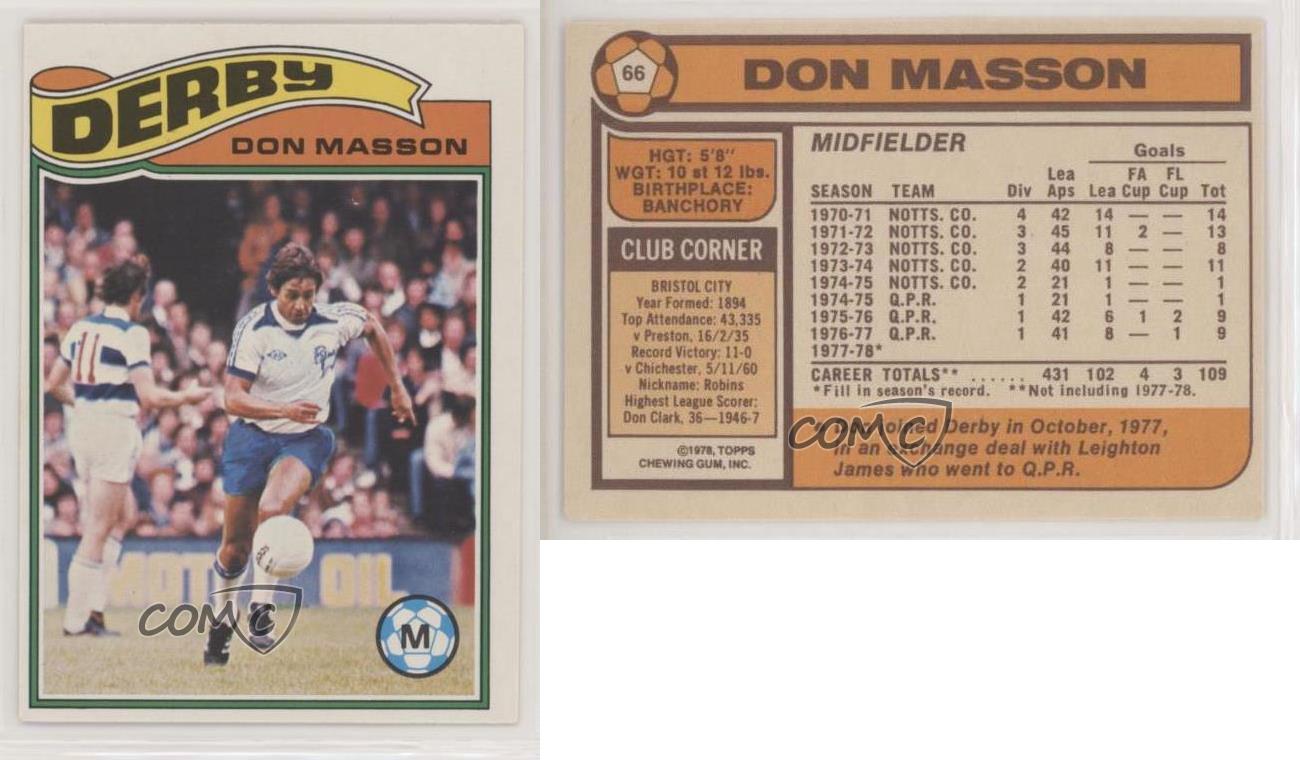 DERBY
DON MASSON
11
MOT OIL
M
COMC
66
DON MASSON
HGT: 5'8"
WGT: 10 st 12 lbs.
BIRTHPLACE:
BANCHORY
CLUB CORNER
BRISTOL CITY
Year Formed: 1894
Top Attendance: 43,335
v Preston, 16/2/35
Record Victory: 11-0
v Chichester, 5/11/60
Nickname: Robins
Highest League Scorer:
Don Clark, 36—1946-7
©1978, TOPPS
CHEWING GUM, INC.
MIDFIELDER
Goals
Lea FA FL
SEASON TEAM Div Aps Lea Cup Cup Tot
1970-71 NOTTS. CO. 4 42 14 — — 14
1971-72 NOTTS. CO. 3 45 11 2 — 13
1972-73 NOTTS. CO. 3 44 8 — — 8
1973-74 NOTTS. CO. 2 40 11 — — 11
1974-75 NOTTS. CO. 2 21 1 — — 1
1974-75 Q.P.R. 1 21 1 — — 1
1975-76 Q.P.R. 1 42 6 1 2 9
1976-77 Q.P.R. 1 41 8 — 1 9
1977-78*
CAREER TOTALS** ...... 431 102 4 3 109
*Fill in season's record. **Not including 1977-78.
joined Derby in October, 1977,
in an exchange deal with Leighton
James who went to Q.P.R.
COMC